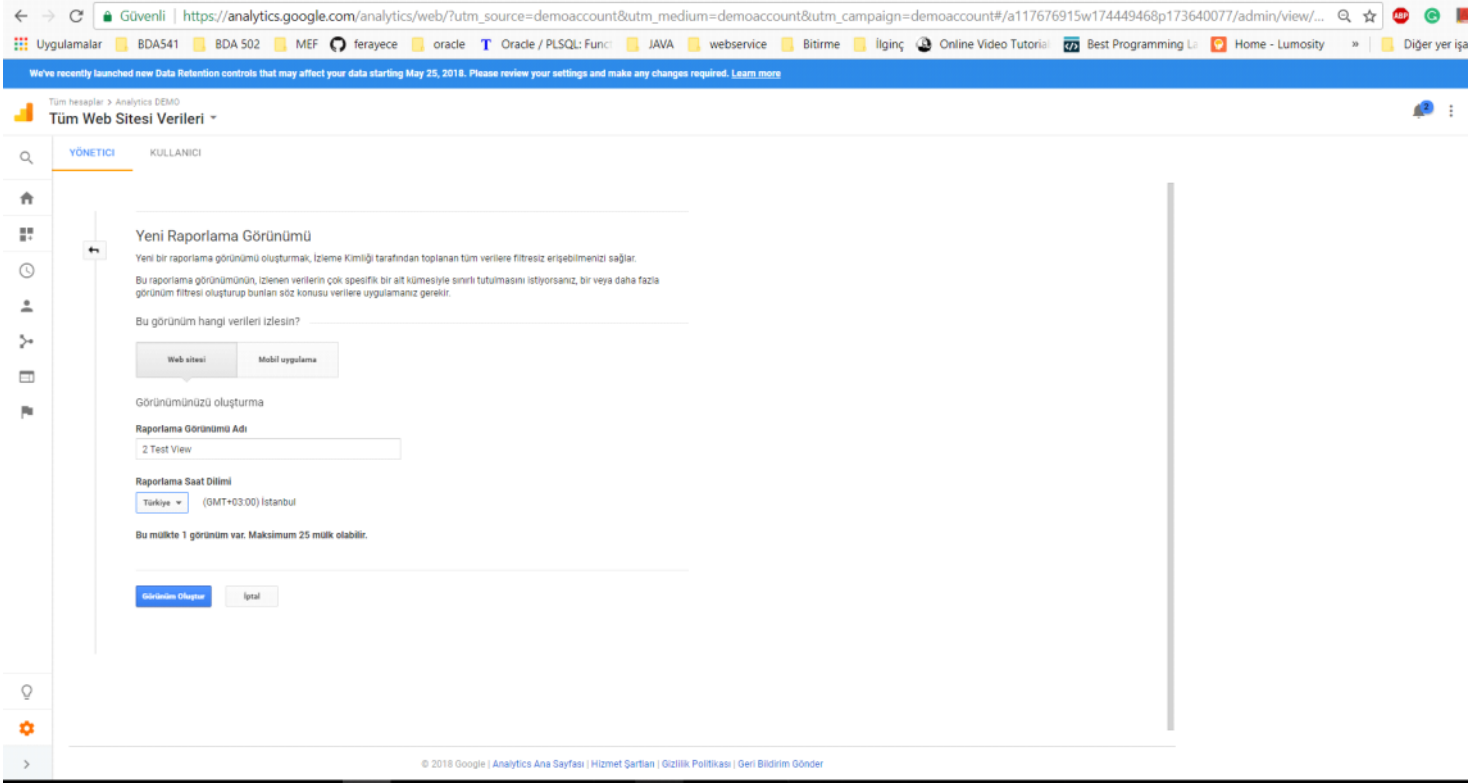 Güvenli | https://analytics.google.com/analytics/web/?utm_source=demoaccount&utm_medium=demoaccount&utm_campaign=demoaccount#/a117676915w174449468p173640077/admin/view/...
Uygulamalar BDA541 BDA 502 MEF ferayece oracle T Oracle / PLSQL: Func JAVA webservice Bitirme İlginç Online Video Tutorial Best Programming La Home - Lumosity » Diğer yer işa
We've recently launched new Data Retention controls that may affect your data starting May 25, 2018. Please review your settings and make any changes required. Learn more
Tüm hesaplar > Analytics DEMO
Tüm Web Sitesi Verileri
2
YÖNETICI KULLANICI
Yeni Raporlama Görünümü
Yeni bir raporlama görünümü oluşturmak, İzleme Kimliği tarafından toplanan tüm verilere filtresiz erişebilmenizi sağlar.
Bu raporlama görünümünün, izlenen verilerin çok spesifik bir alt kümesiyle sınırlı tutulmasını istiyorsanız, bir veya daha fazla
görünüm filtresi oluşturup bunları söz konusu verilere uygulamanız gerekir.
Bu görünüm hangi verileri izlesin?
Web sitesi Mobil uygulama
Görünümünüzü oluşturma
Raporlama Görünümü Adı
2 Test View
Raporlama Saat Dilimi
Türkiye (GMT+03:00) İstanbul
Bu mülkte 1 görünüm var. Maksimum 25 mülk olabilir.
Görünüm Oluştur İptal
© 2018 Google | Analytics Ana Sayfası | Hizmet Şartları | Gizlilik Politikası | Geri Bildirim Gönder